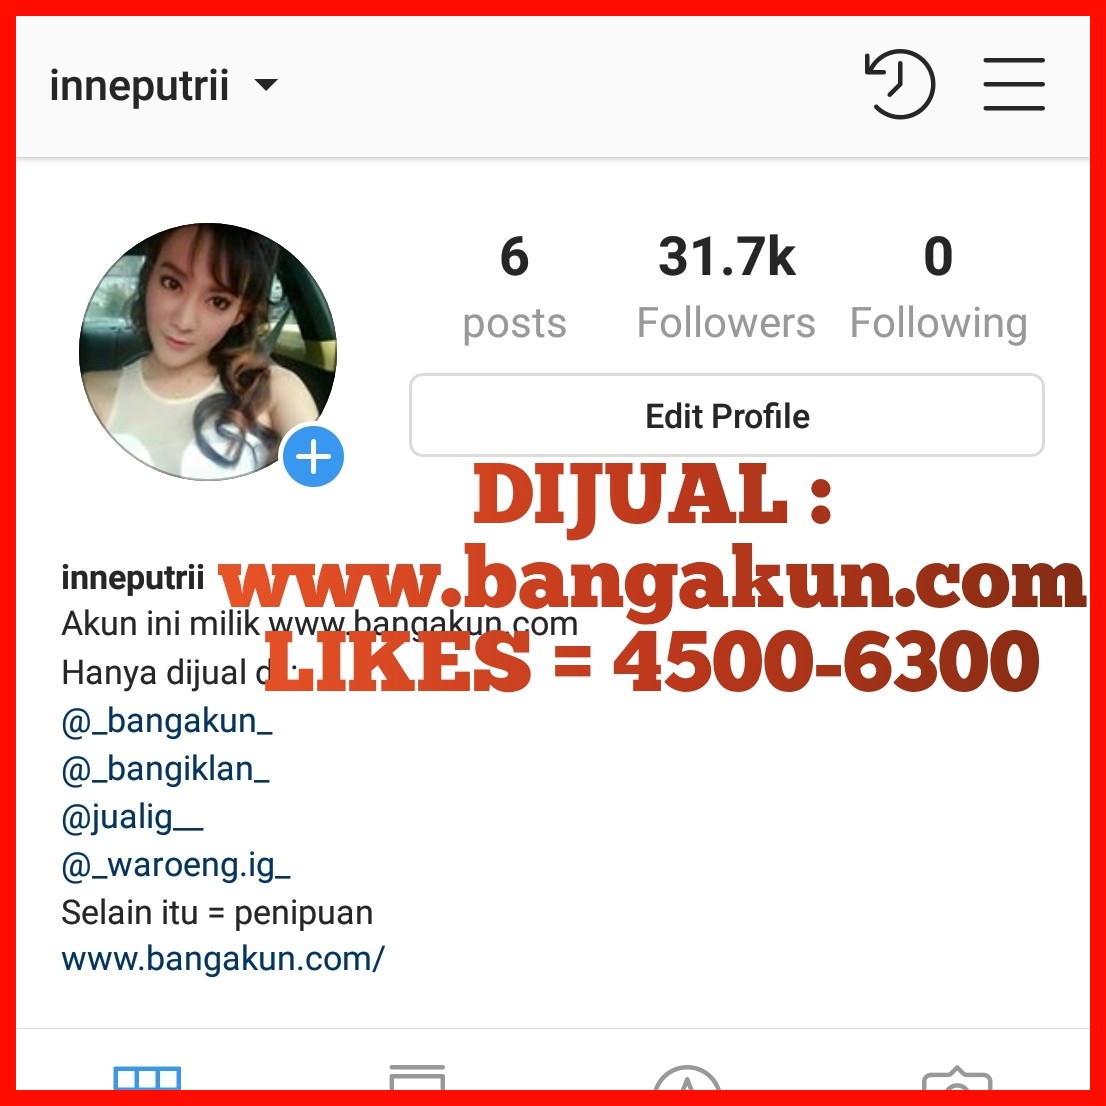 inneputrii
6 31.7k 0
posts Followers Following
Edit Profile
DIJUAL :
www.bangakun.com
LIKES = 4500-6300
inneputrii
Akun ini milik www.bangakun.com
Hanya dijual di :
@_bangakun_
@_bangiklan_
@jualig__
@_waroeng.ig_
Selain itu = penipuan
www.bangakun.com/